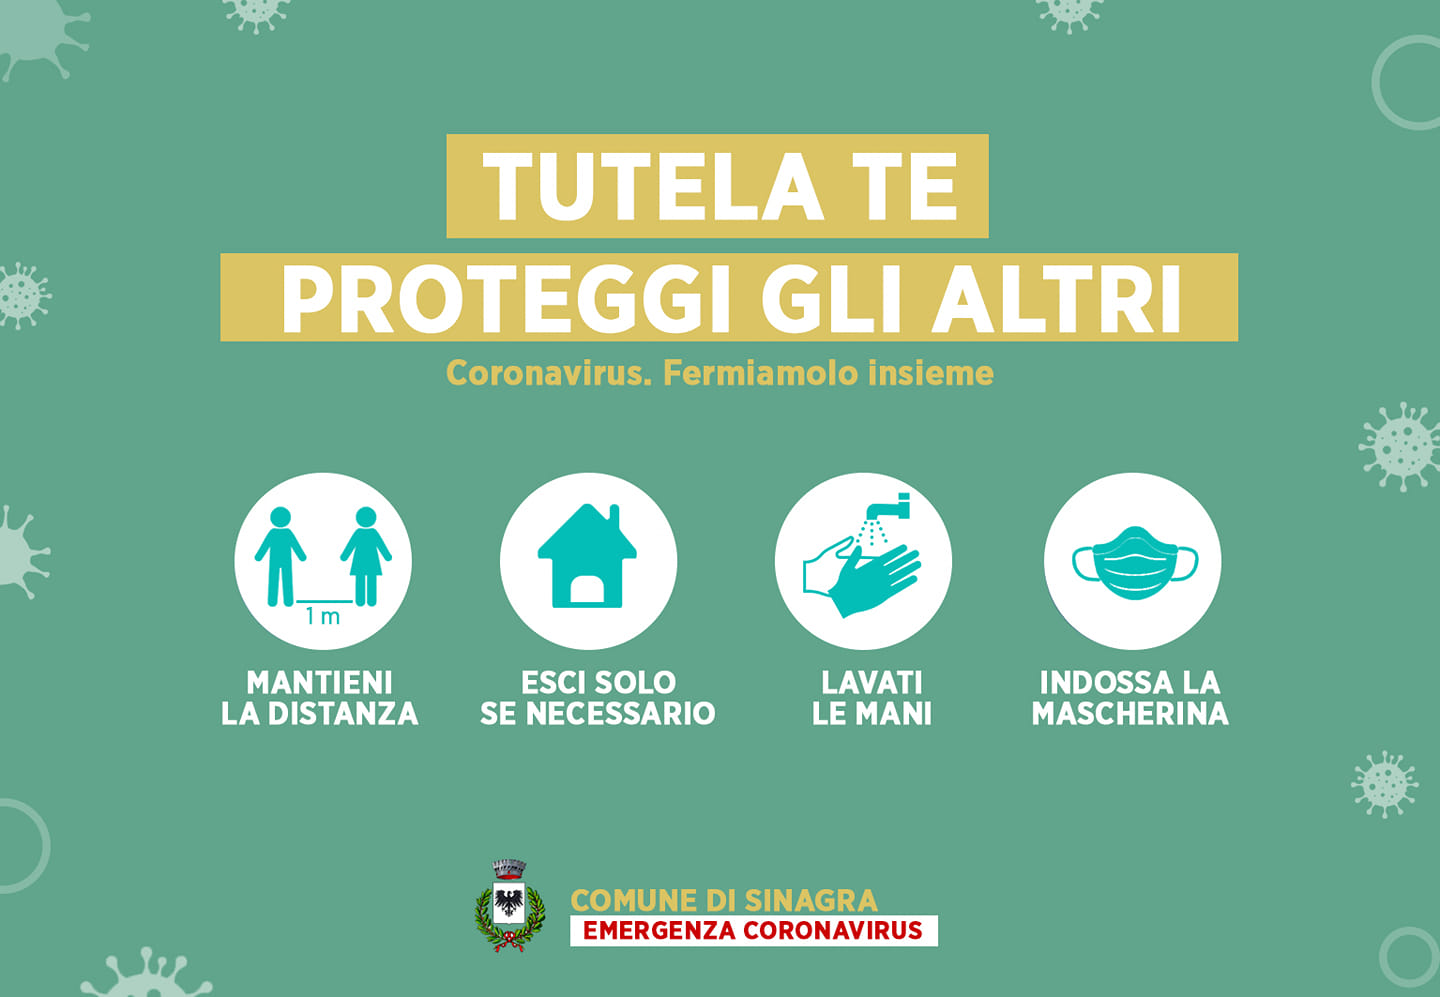 TUTELA TE
PROTEGGI GLI ALTRI
Coronavirus. Fermiamolo insieme
1 m
MANTIENI
LA DISTANZA
ESCI SOLO
SE NECESSARIO
LAVATI
LE MANI
INDOSSA LA
MASCHERINA
COMUNE DI SINAGRA
EMERGENZA CORONAVIRUS